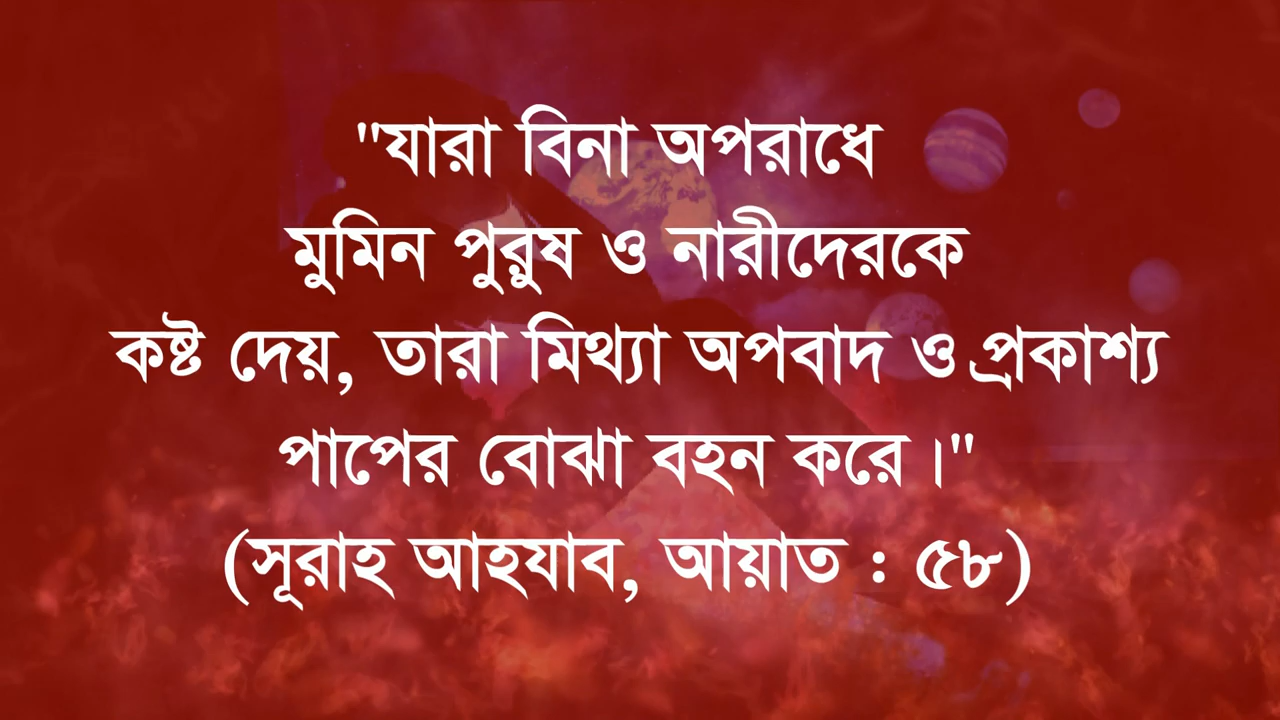 "যারা বিনা অপরাধে
মুমিন পুরুষ ও নারীদেরকে
কষ্ট দেয়, তারা মিথ্যা অপবাদ ও প্রকাশ্য
পাপের বোঝা বহন করে।"
(সূরাহ আহযাব, আয়াত : ৫৮)